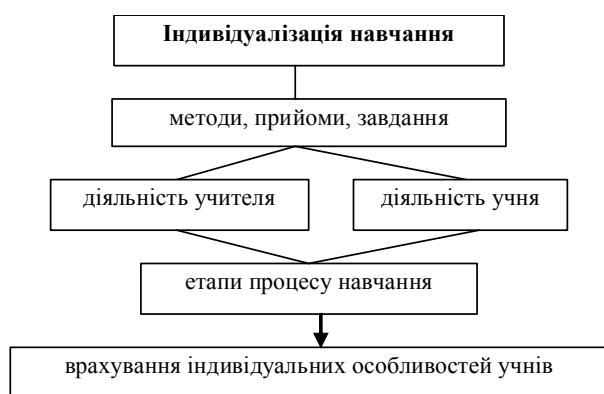 Індивідуалізація навчання
методи, прийоми, завдання
діяльність учителя
діяльність учня
етапи процесу навчання
врахування індивідуальних особливостей учнів